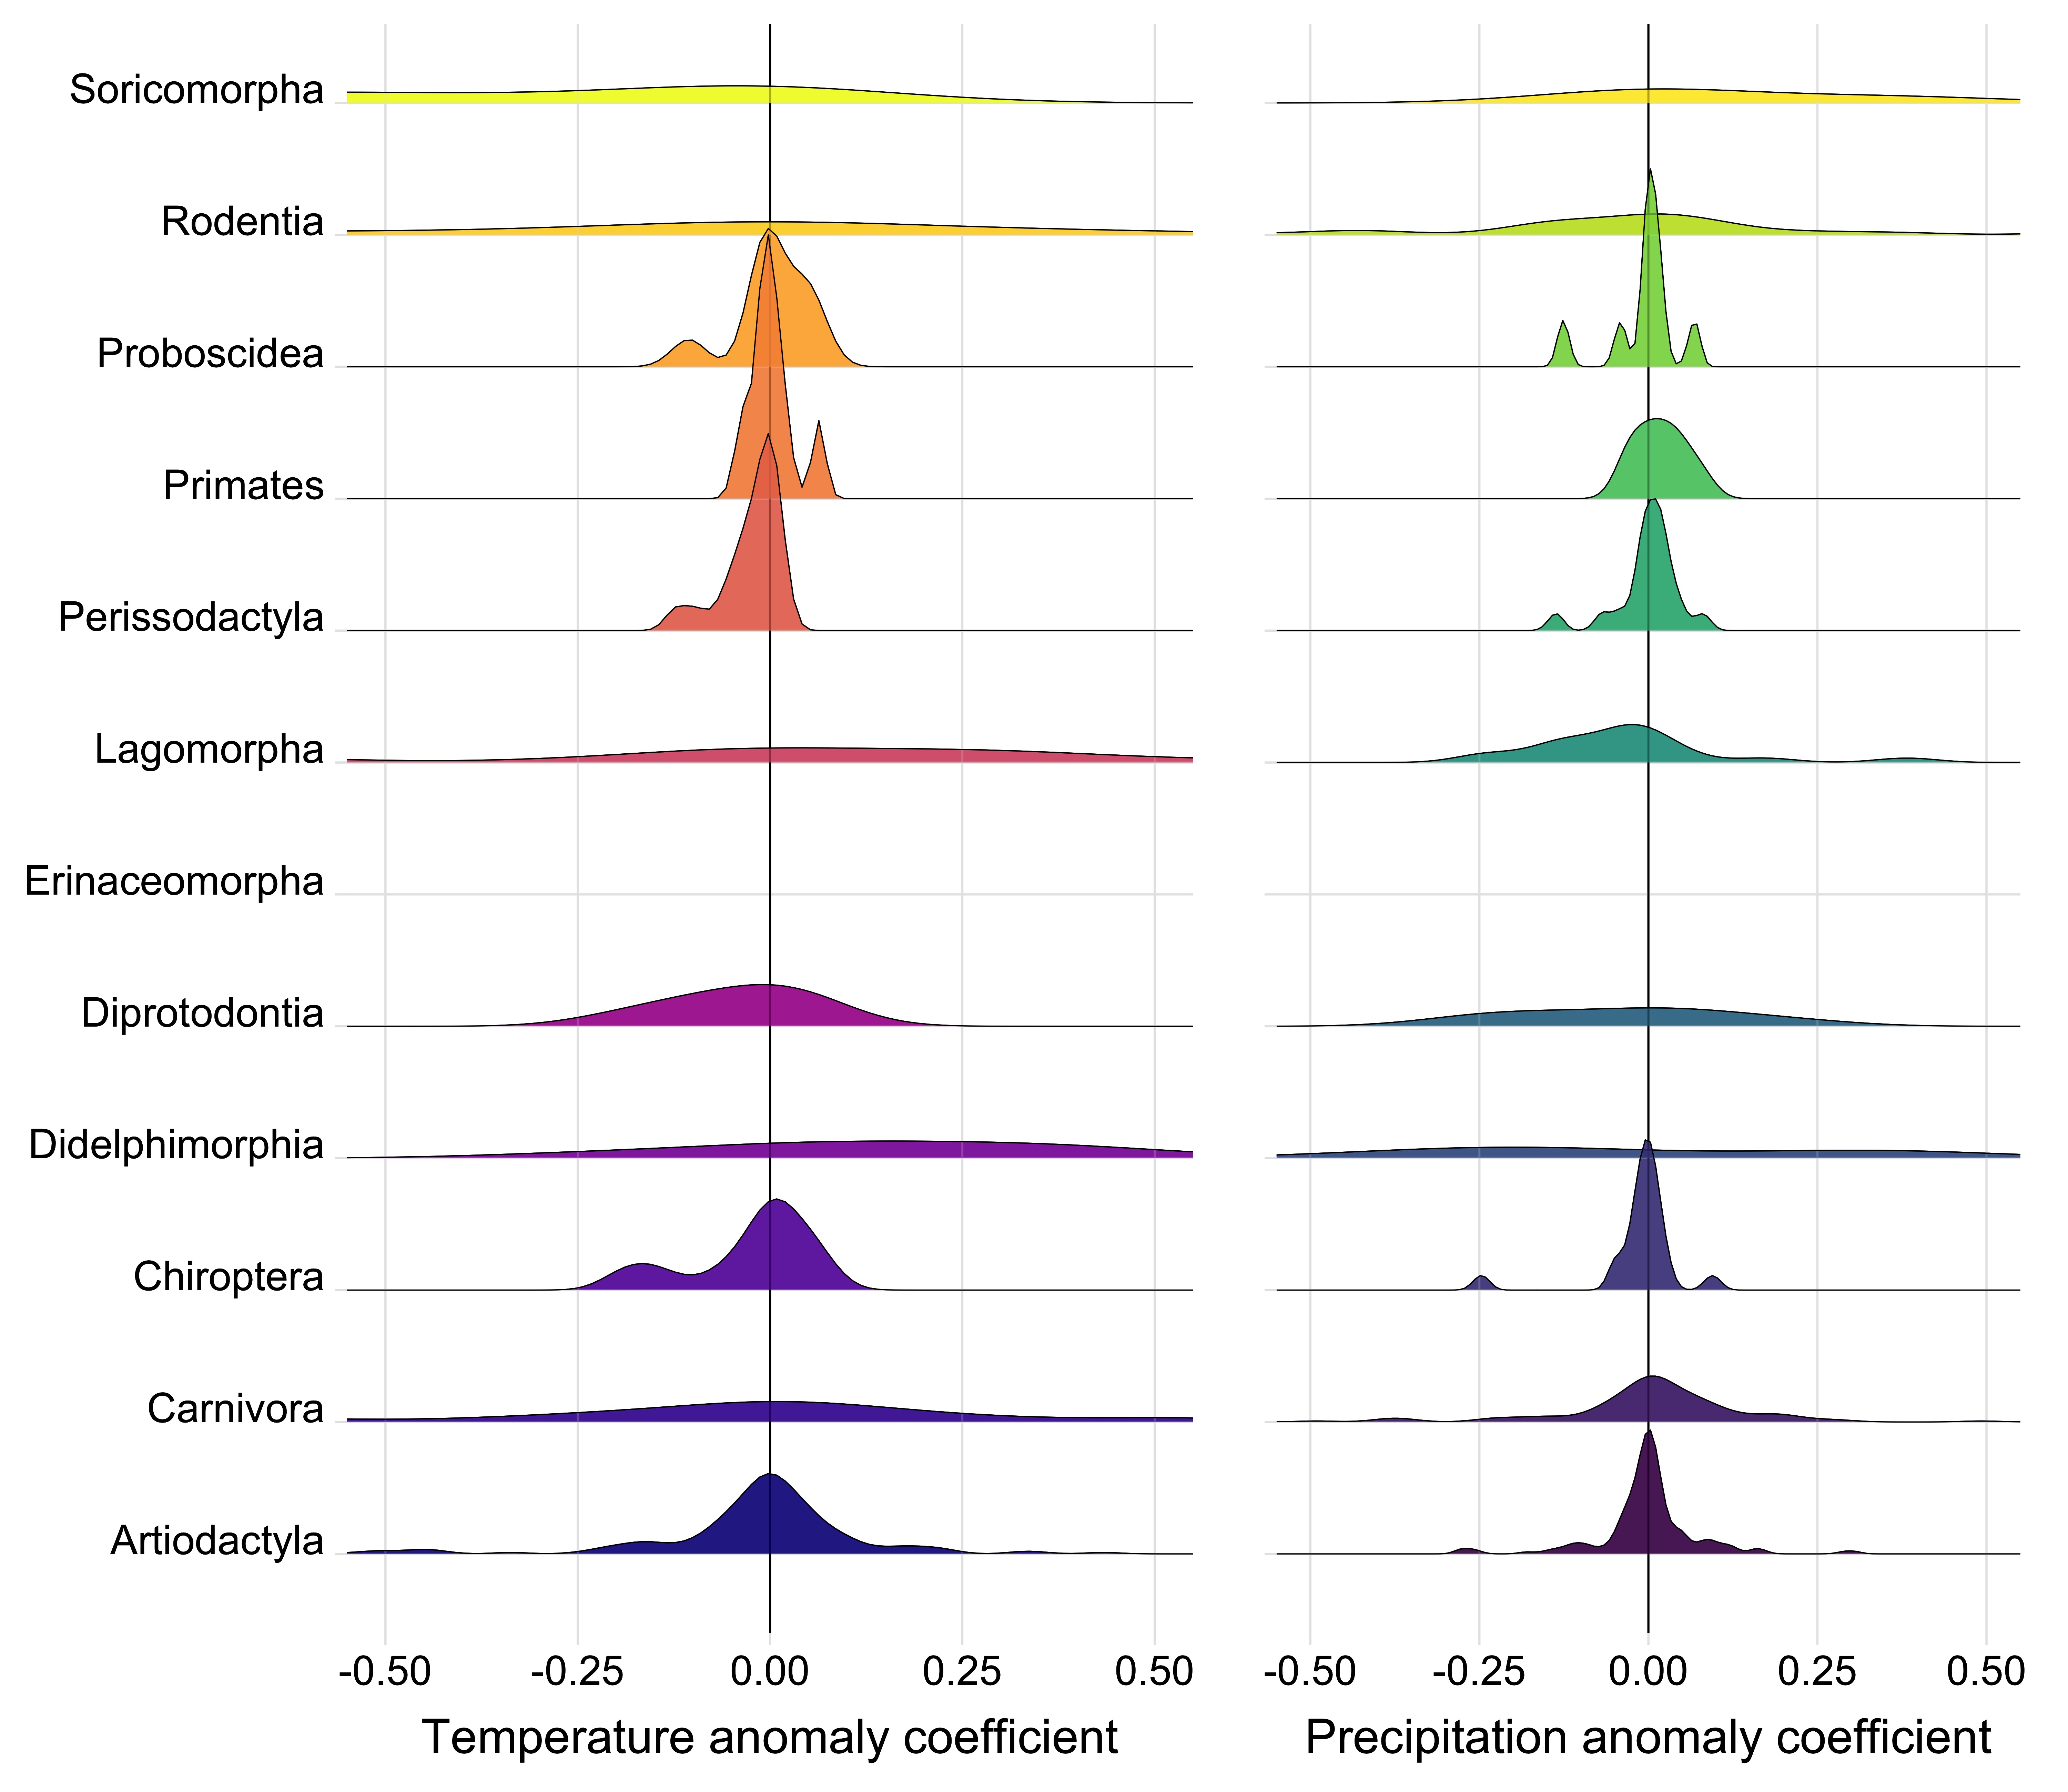 Soricomorpha
Rodentia
Proboscidea
Primates
Perissodactyla
Lagomorpha
Erinaceomorpha
Diprotodontia
Didelphimorphia
Chiroptera
Carnivora
Artiodactyla
-0.50 -0.25 0.00 0.25 0.50 -0.50 -0.25 0.00 0.25 0.50
Temperature anomaly coefficient Precipitation anomaly coefficient